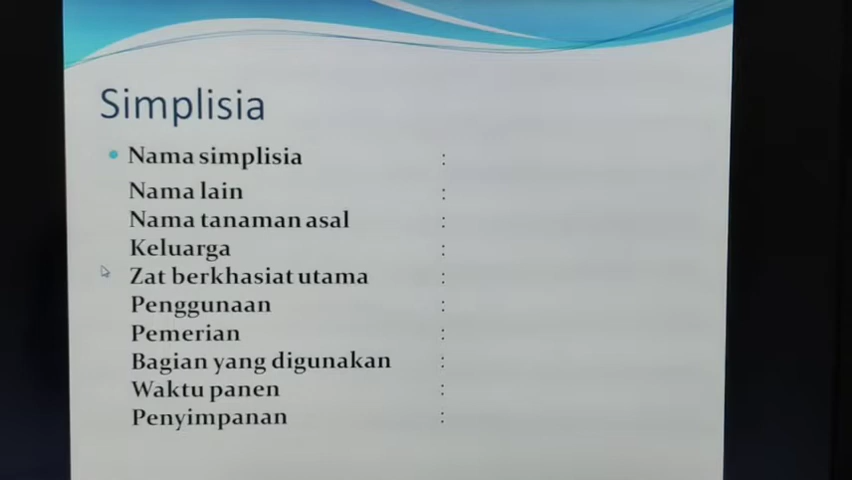 Simplisia
Nama simplisia :
Nama lain :
Nama tanaman asal :
Keluarga :
Zat berkhasiat utama :
Penggunaan :
Pemerian :
Bagian yang digunakan :
Waktu panen :
Penyimpanan :